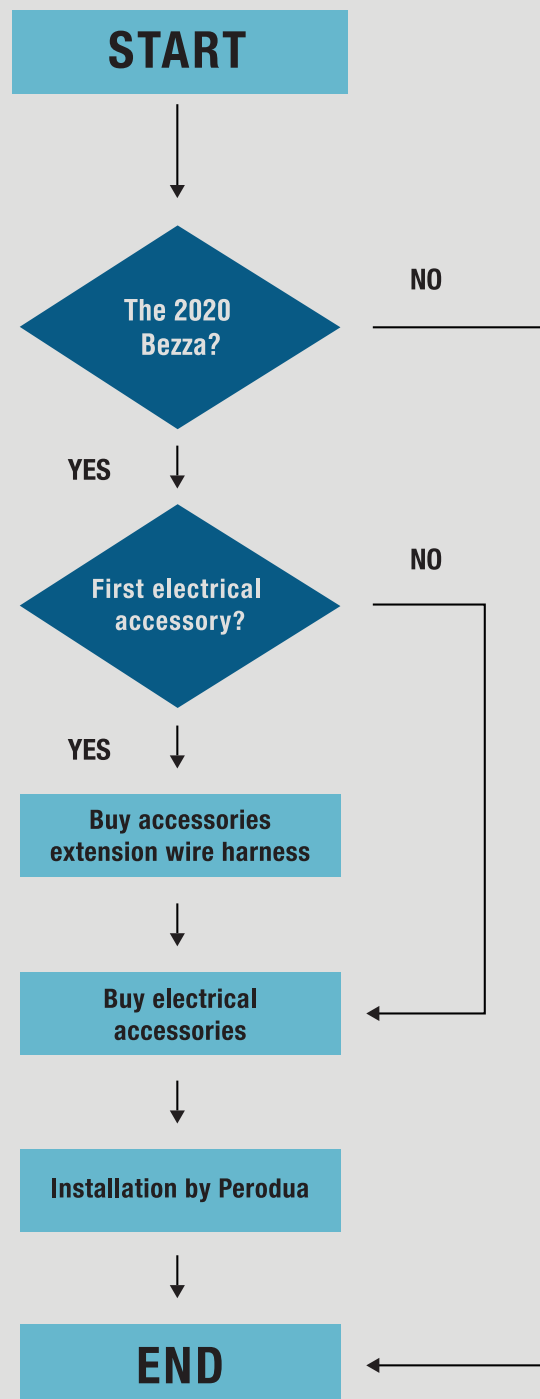 START
The 2020
Bezza?
NO
YES
First electrical
accessory?
NO
YES
Buy accessories
extension wire harness
Buy electrical
accessories
Installation by Perodua
END